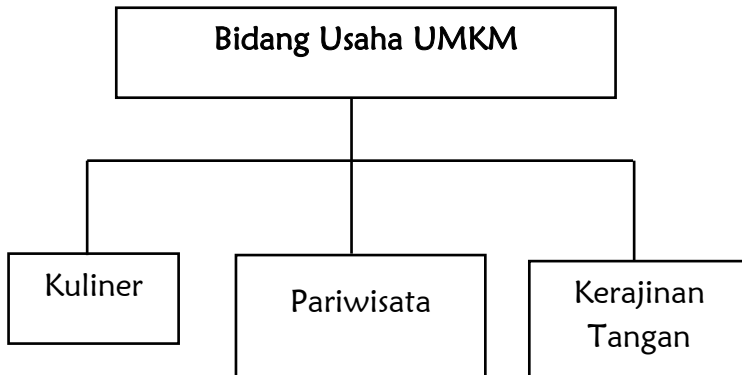 Bidang Usaha UMKM
Kuliner
Pariwisata
Kerajinan
Tangan